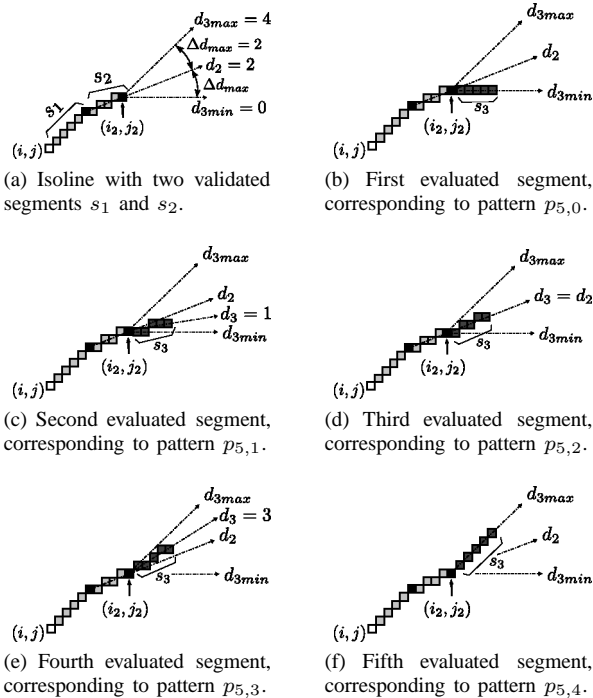 d3max = 4
Δdmax = 2
d2 = 2
Δdmax
d3min = 0
s2
s1
(i2, j2)
(i, j)
(a) Isoline with two validated
segments s1 and s2.
d3max
d2
d3min
s3
(i2, j2)
(i, j)
(b) First evaluated segment,
corresponding to pattern p5,0.
d3max
d2
d3 = 1
d3min
s3
(i2, j2)
(i, j)
(c) Second evaluated segment,
corresponding to pattern p5,1.
d3max
d3 = d2
d3min
s3
(i2, j2)
(i, j)
(d) Third evaluated segment,
corresponding to pattern p5,2.
d3max
d3 = 3
d2
s3
d3min
(i2, j2)
(i, j)
(e) Fourth evaluated segment,
corresponding to pattern p5,3.
d3max
d2
s3
d3min
(i2, j2)
(i, j)
(f) Fifth evaluated segment,
corresponding to pattern p5,4.